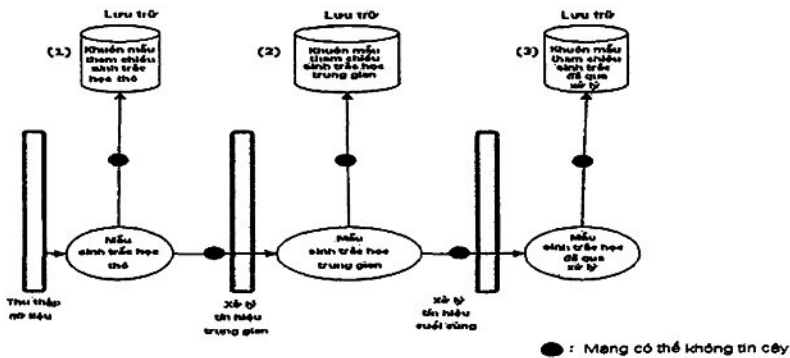 Lưu trữ
Lưu trữ
Lưu trữ
(1)
Khuôn mẫu
tham chiếu
sinh trắc
học thô
(2)
Khuôn mẫu
tham chiếu
sinh trắc học
trung gian
(3)
Khuôn mẫu
tham chiếu
sinh trắc
đã qua
xử lý
Mẫu
sinh trắc học
thô
Mẫu
sinh trắc học
trung gian
Mẫu
sinh trắc học
đã qua
xử lý
Thu thập
dữ liệu
Xử lý
tín hiệu
trung gian
Xử lý
tín hiệu
cuối cùng
: Mạng có thể không tin cậy